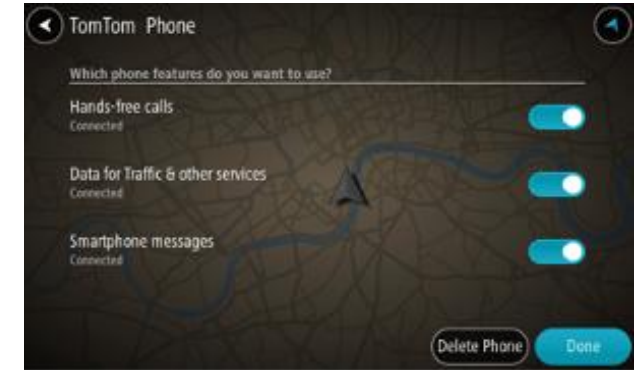 TomTom Phone
Which phone features do you want to use?
Hands-free calls
Connected
Data for Traffic & other services
Connected
Smartphone messages
Connected
Delete Phone
Done